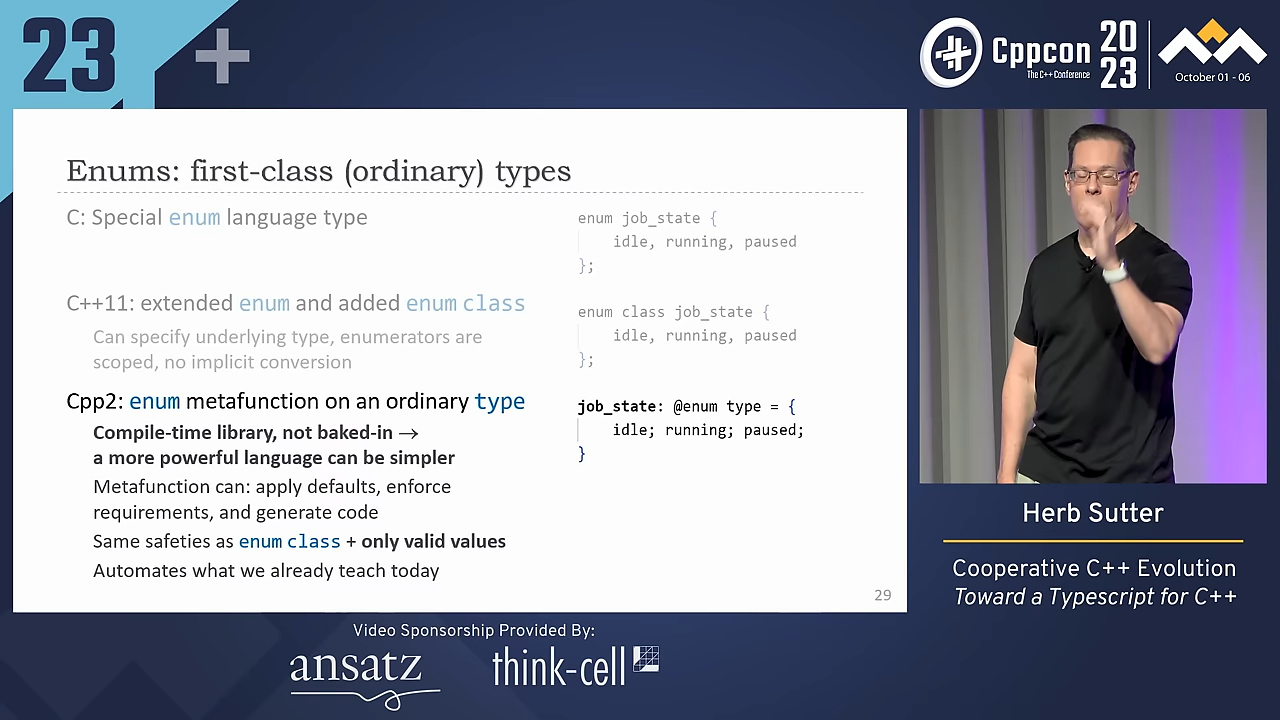 23
Cppcon
The C++ Conference
20
23
October 01 - 06
Enums: first-class (ordinary) types
C: Special enum language type
enum job_state {
idle, running, paused
};
C++11: extended enum and added enum class
Can specify underlying type, enumerators are
scoped, no implicit conversion
enum class job_state {
idle, running, paused
};
Cpp2: enum metafunction on an ordinary type
Compile-time library, not baked-in →
a more powerful language can be simpler
Metafunction can: apply defaults, enforce
requirements, and generate code
Same safeties as enum class + only valid values
Automates what we already teach today
job_state: @enum type = {
idle; running; paused;
}
29
Herb Sutter
Cooperative C++ Evolution
Toward a Typescript for C++
Video Sponsorship Provided By:
ansatz
think-cell